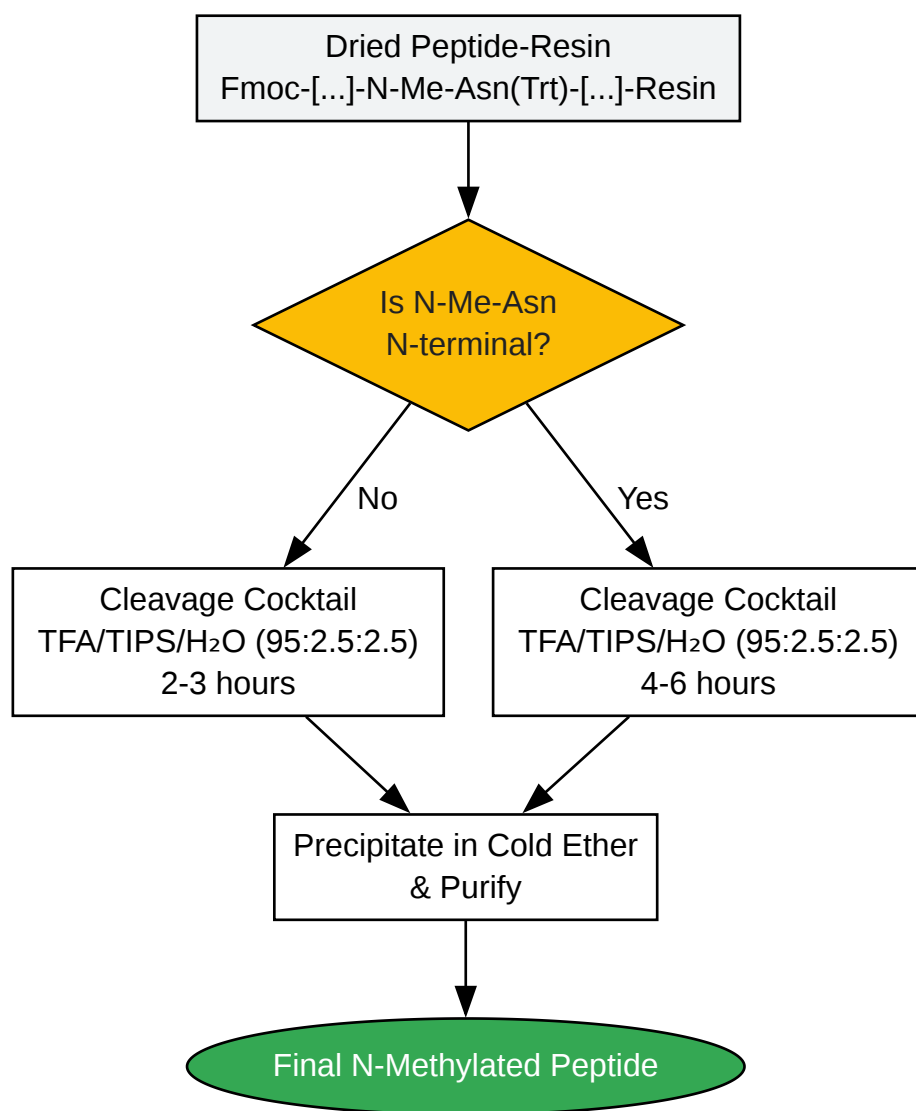 Dried Peptide-Resin
Fmoc-[...]-N-Me-Asn(Trt)-[...]-Resin
Is N-Me-Asn
N-terminal?
No
Yes
Cleavage Cocktail
TFA/TIPS/H₂O (95:2.5:2.5)
2-3 hours
Cleavage Cocktail
TFA/TIPS/H₂O (95:2.5:2.5)
4-6 hours
Precipitate in Cold Ether
& Purify
Final N-Methylated Peptide